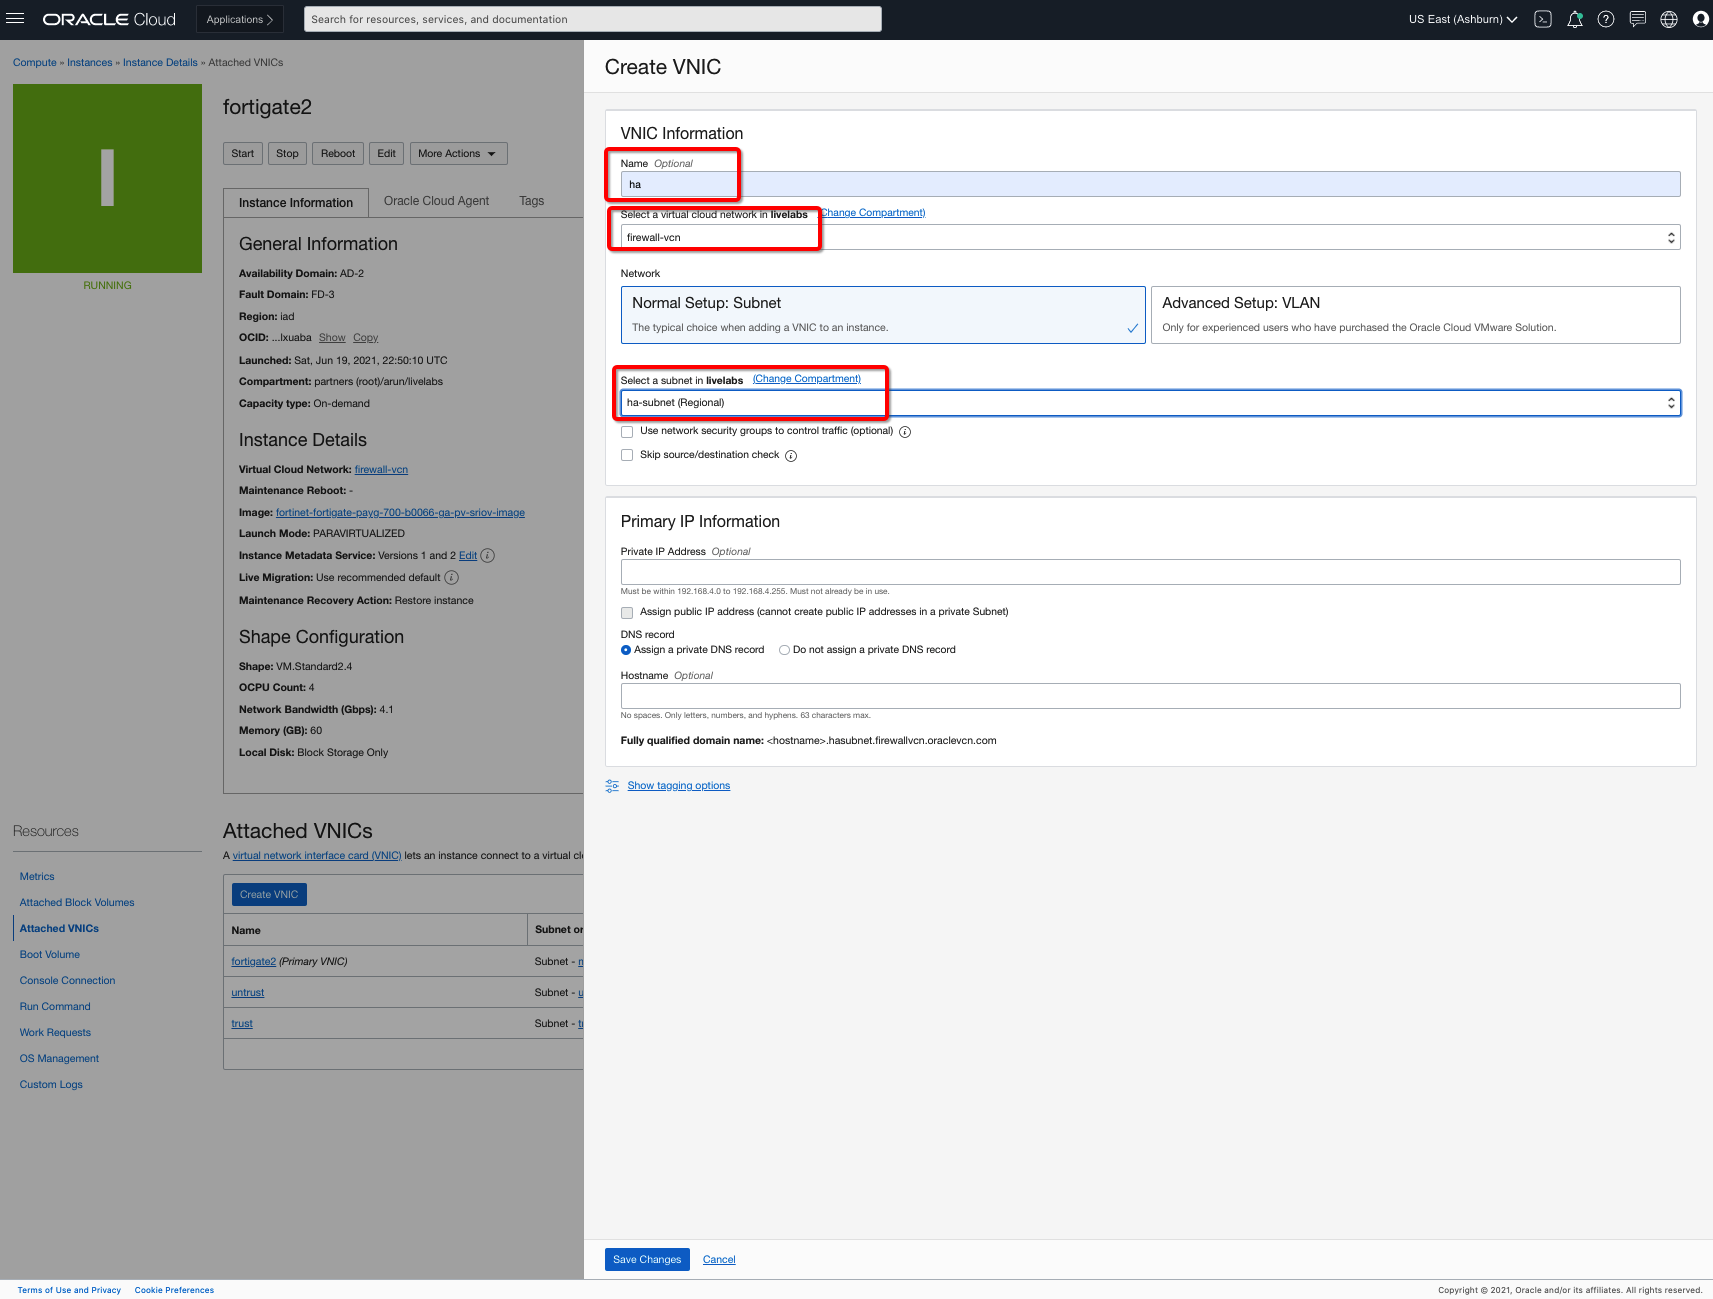 ORACLE Cloud
Applications
Search for resources, services, and documentation
US East (Ashburn)
Compute » Instances » Instance Details » Attached VNICs
I
RUNNING
fortigate2
Start Stop Reboot Edit More Actions
Instance Information Oracle Cloud Agent Tags
General Information
Availability Domain: AD-2
Fault Domain: FD-3
Region: iad
OCID: ...lxuaba Show Copy
Launched: Sat, Jun 19, 2021, 22:50:10 UTC
Compartment: partners (root)/arun/livelabs
Capacity type: On-demand
Instance Details
Virtual Cloud Network: firewall-vcn
Maintenance Reboot: -
Image: fortinet-fortigate-payg-700-b0066-ga-pv-sriov-image
Launch Mode: PARAVIRTUALIZED
Instance Metadata Service: Versions 1 and 2 Edit
Live Migration: Use recommended default
Maintenance Recovery Action: Restore instance
Shape Configuration
Shape: VM.Standard2.4
OCPU Count: 4
Network Bandwidth (Gbps): 4.1
Memory (GB): 60
Local Disk: Block Storage Only
Resources
Metrics
Attached Block Volumes
Attached VNICs
Boot Volume
Console Connection
Run Command
Work Requests
OS Management
Custom Logs
Attached VNICs
A virtual network interface card (VNIC) lets an instance connect to a virtual cl
Create VNIC
Name Subnet or
fortigate2 (Primary VNIC) Subnet -
untrust Subnet - u
trust Subnet -
Create VNIC
VNIC Information
Name Optional
ha
Select a virtual cloud network in livelabs (Change Compartment)
firewall-vcn
Network
Normal Setup: Subnet
The typical choice when adding a VNIC to an instance.
Advanced Setup: VLAN
Only for experienced users who have purchased the Oracle Cloud VMware Solution.
Select a subnet in livelabs (Change Compartment)
ha-subnet (Regional)
Use network security groups to control traffic (optional)
Skip source/destination check
Primary IP Information
Private IP Address Optional
Must be within 192.168.4.0 to 192.168.4.255. Must not already be in use.
Assign public IP address (cannot create public IP addresses in a private Subnet)
DNS record
Assign a private DNS record Do not assign a private DNS record
Hostname Optional
No spaces. Only letters, numbers, and hyphens. 63 characters max.
Fully qualified domain name: <hostname>.hasubnet.firewallvcn.oraclevcn.com
Show tagging options
Save Changes Cancel
Terms of Use and Privacy Cookie Preferences
Copyright © 2021, Oracle and/or its affiliates. All rights reserved.